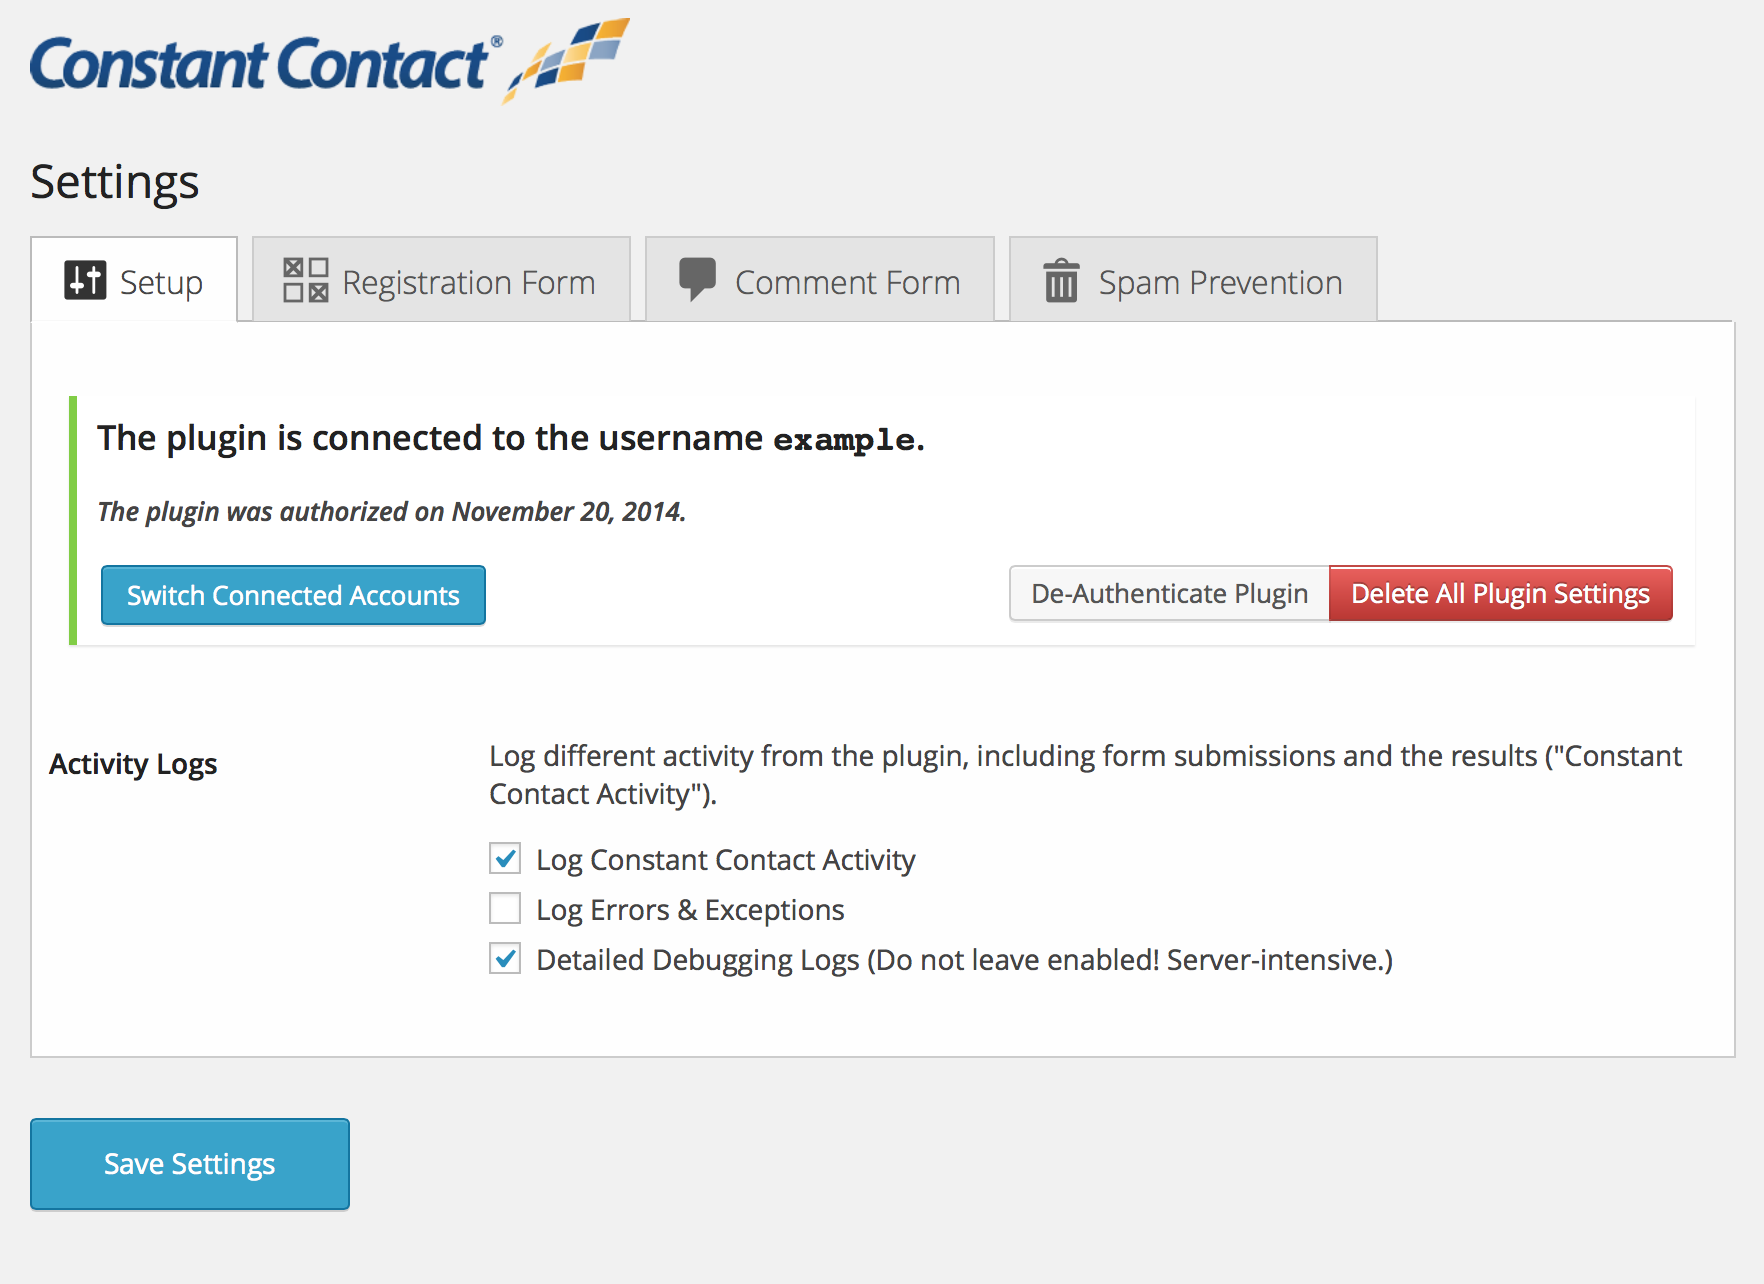 Constant Contact®
Settings
Setup
Registration Form
Comment Form
Spam Prevention
The plugin is connected to the username example.
The plugin was authorized on November 20, 2014.
Switch Connected Accounts
De-Authenticate Plugin
Delete All Plugin Settings
Activity Logs
Log different activity from the plugin, including form submissions and the results ("Constant
Contact Activity").
Log Constant Contact Activity
Log Errors & Exceptions
Detailed Debugging Logs (Do not leave enabled! Server-intensive.)
Save Settings